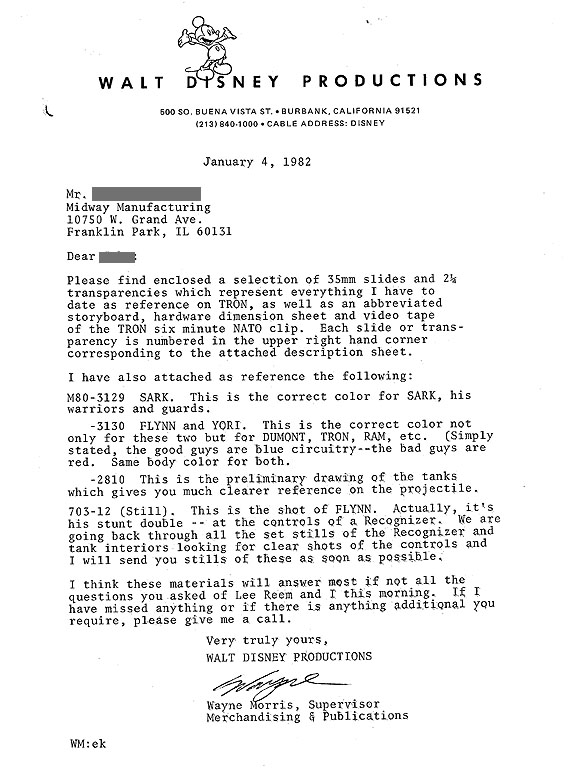 WALT DISNEY PRODUCTIONS
500 SO. BUENA VISTA ST. • BURBANK, CALIFORNIA 91521
(213) 840-1000 • CABLE ADDRESS: DISNEY
January 4, 1982
Mr.
Midway Manufacturing
10750 W. Grand Ave.
Franklin Park, IL 60131
Dear :
Please find enclosed a selection of 35mm slides and 2¼
transparencies which represent everything I have to
date as reference on TRON, as well as an abbreviated
storyboard, hardware dimension sheet and video tape
of the TRON six minute NATO clip. Each slide or trans-
parency is numbered in the upper right hand corner
corresponding to the attached description sheet.
I have also attached as reference the following:
M80-3129 SARK. This is the correct color for SARK, his
warriors and guards.
-3130 FLYNN and YORI. This is the correct color not
only for these two but for DUMONT, TRON, RAM, etc. (Simply
stated, the good guys are blue circuitry--the bad guys are
red. Same body color for both.
-2810 This is the preliminary drawing of the tanks
which gives you much clearer reference on the projectile.
703-12 (Still). This is the shot of FLYNN. Actually, it's
his stunt double -- at the controls of a Recognizer. We are
going back through all the set stills of the Recognizer and
tank interiors looking for clear shots of the controls and
I will send you stills of these as soon as possible.
I think these materials will answer most if not all the
questions you asked of Lee Reem and I this morning. If I
have missed anything or if there is anything additional you
require, please give me a call.
Very truly yours,
WALT DISNEY PRODUCTIONS
Wayne
Wayne Morris, Supervisor
Merchandising & Publications
WM:ek